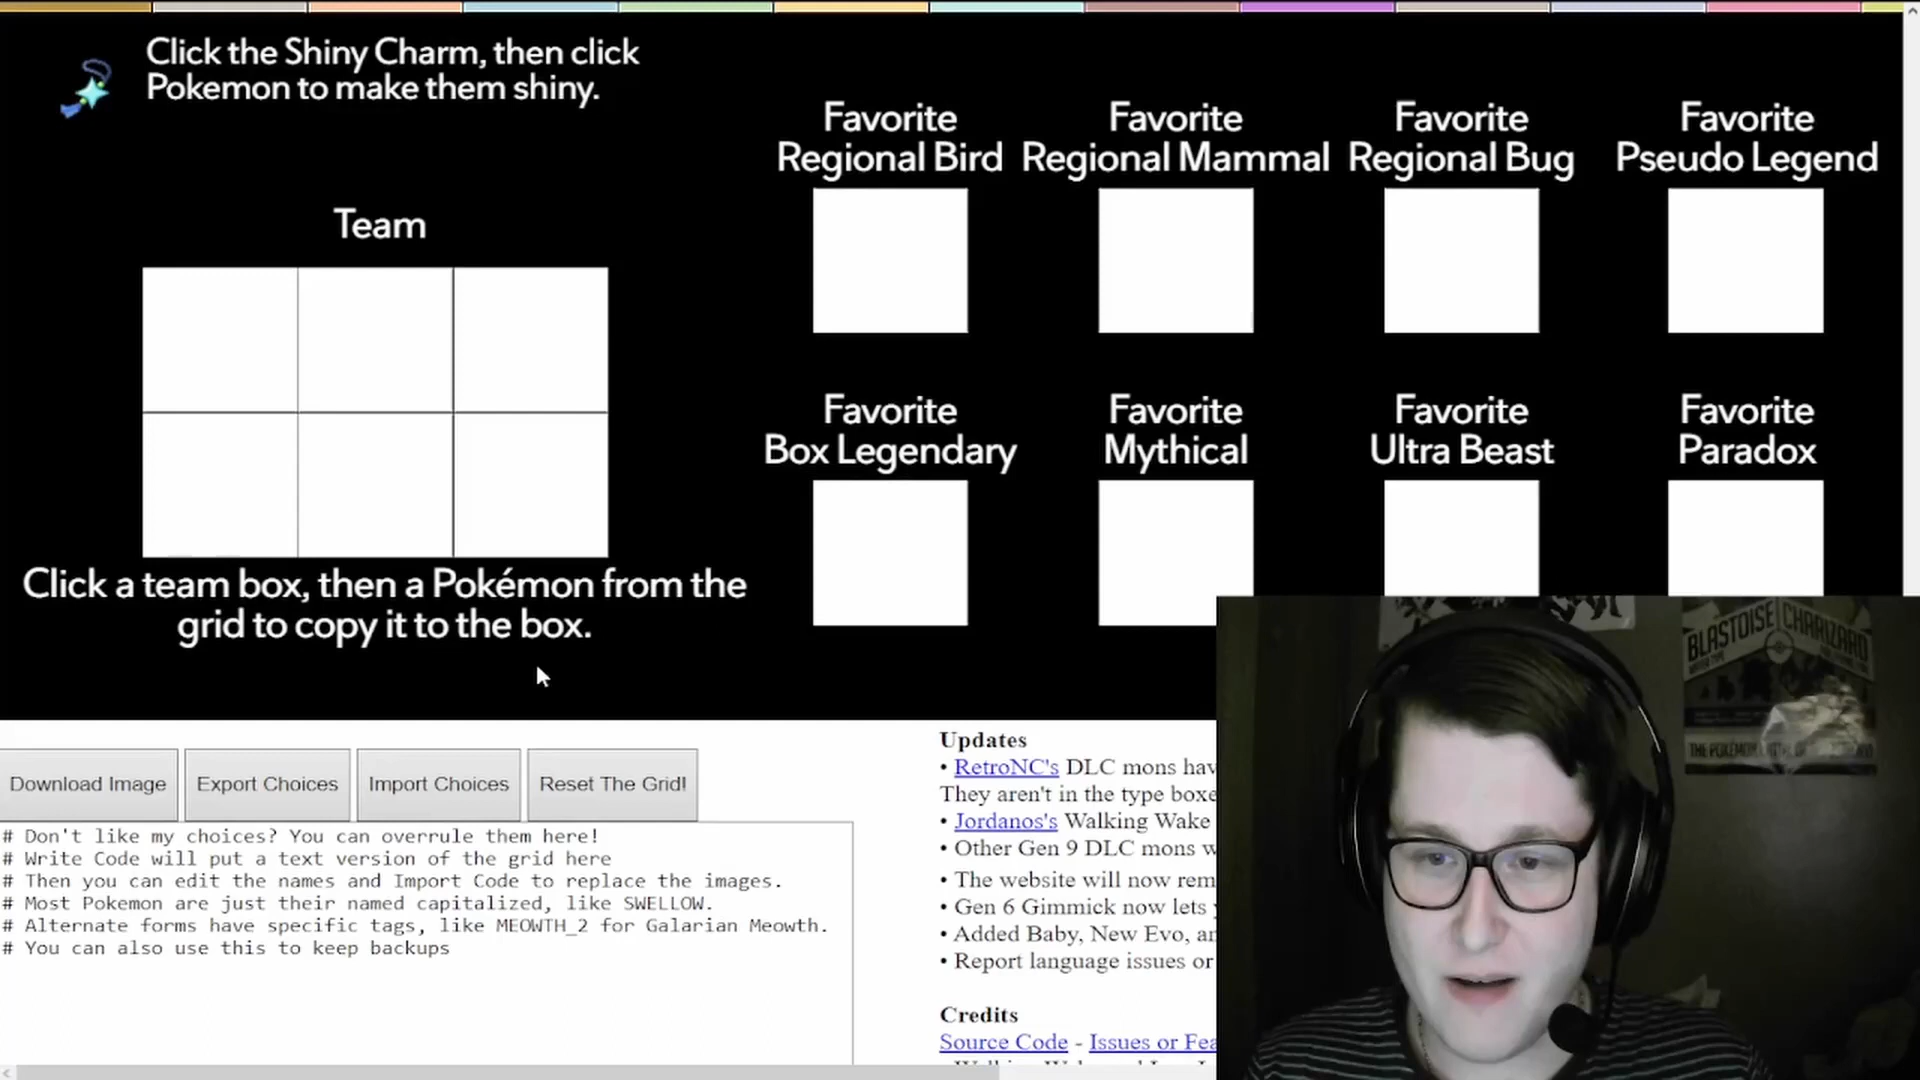 Click the Shiny Charm, then click
Pokemon to make them shiny.
Team
Click a team box, then a Pokémon from the
grid to copy it to the box.
Favorite
Regional Bird
Favorite
Regional Mammal
Favorite
Regional Bug
Favorite
Pseudo Legend
Favorite
Box Legendary
Favorite
Mythical
Favorite
Ultra Beast
Favorite
Paradox
Download Image
Export Choices
Import Choices
Reset The Grid!
# Don't like my choices? You can overrule them here!
# Write Code will put a text version of the grid here
# Then you can edit the names and Import Code to replace the images.
# Most Pokemon are just their named capitalized, like SWELLOW.
# Alternate forms have specific tags, like MEOWTH_2 for Galarian Meowth.
# You can also use this to keep backups
Updates
• RetroNC's DLC mons hav
They aren't in the type boxe
• Jordanos's Walking Wake
• Other Gen 9 DLC mons w
• The website will now rem
• Gen 6 Gimmick now lets
• Added Baby, New Evo, an
• Report language issues or
Credits
Source Code - Issues or Fea
BLASTOISE CHARIZARD
THE POKÉMON